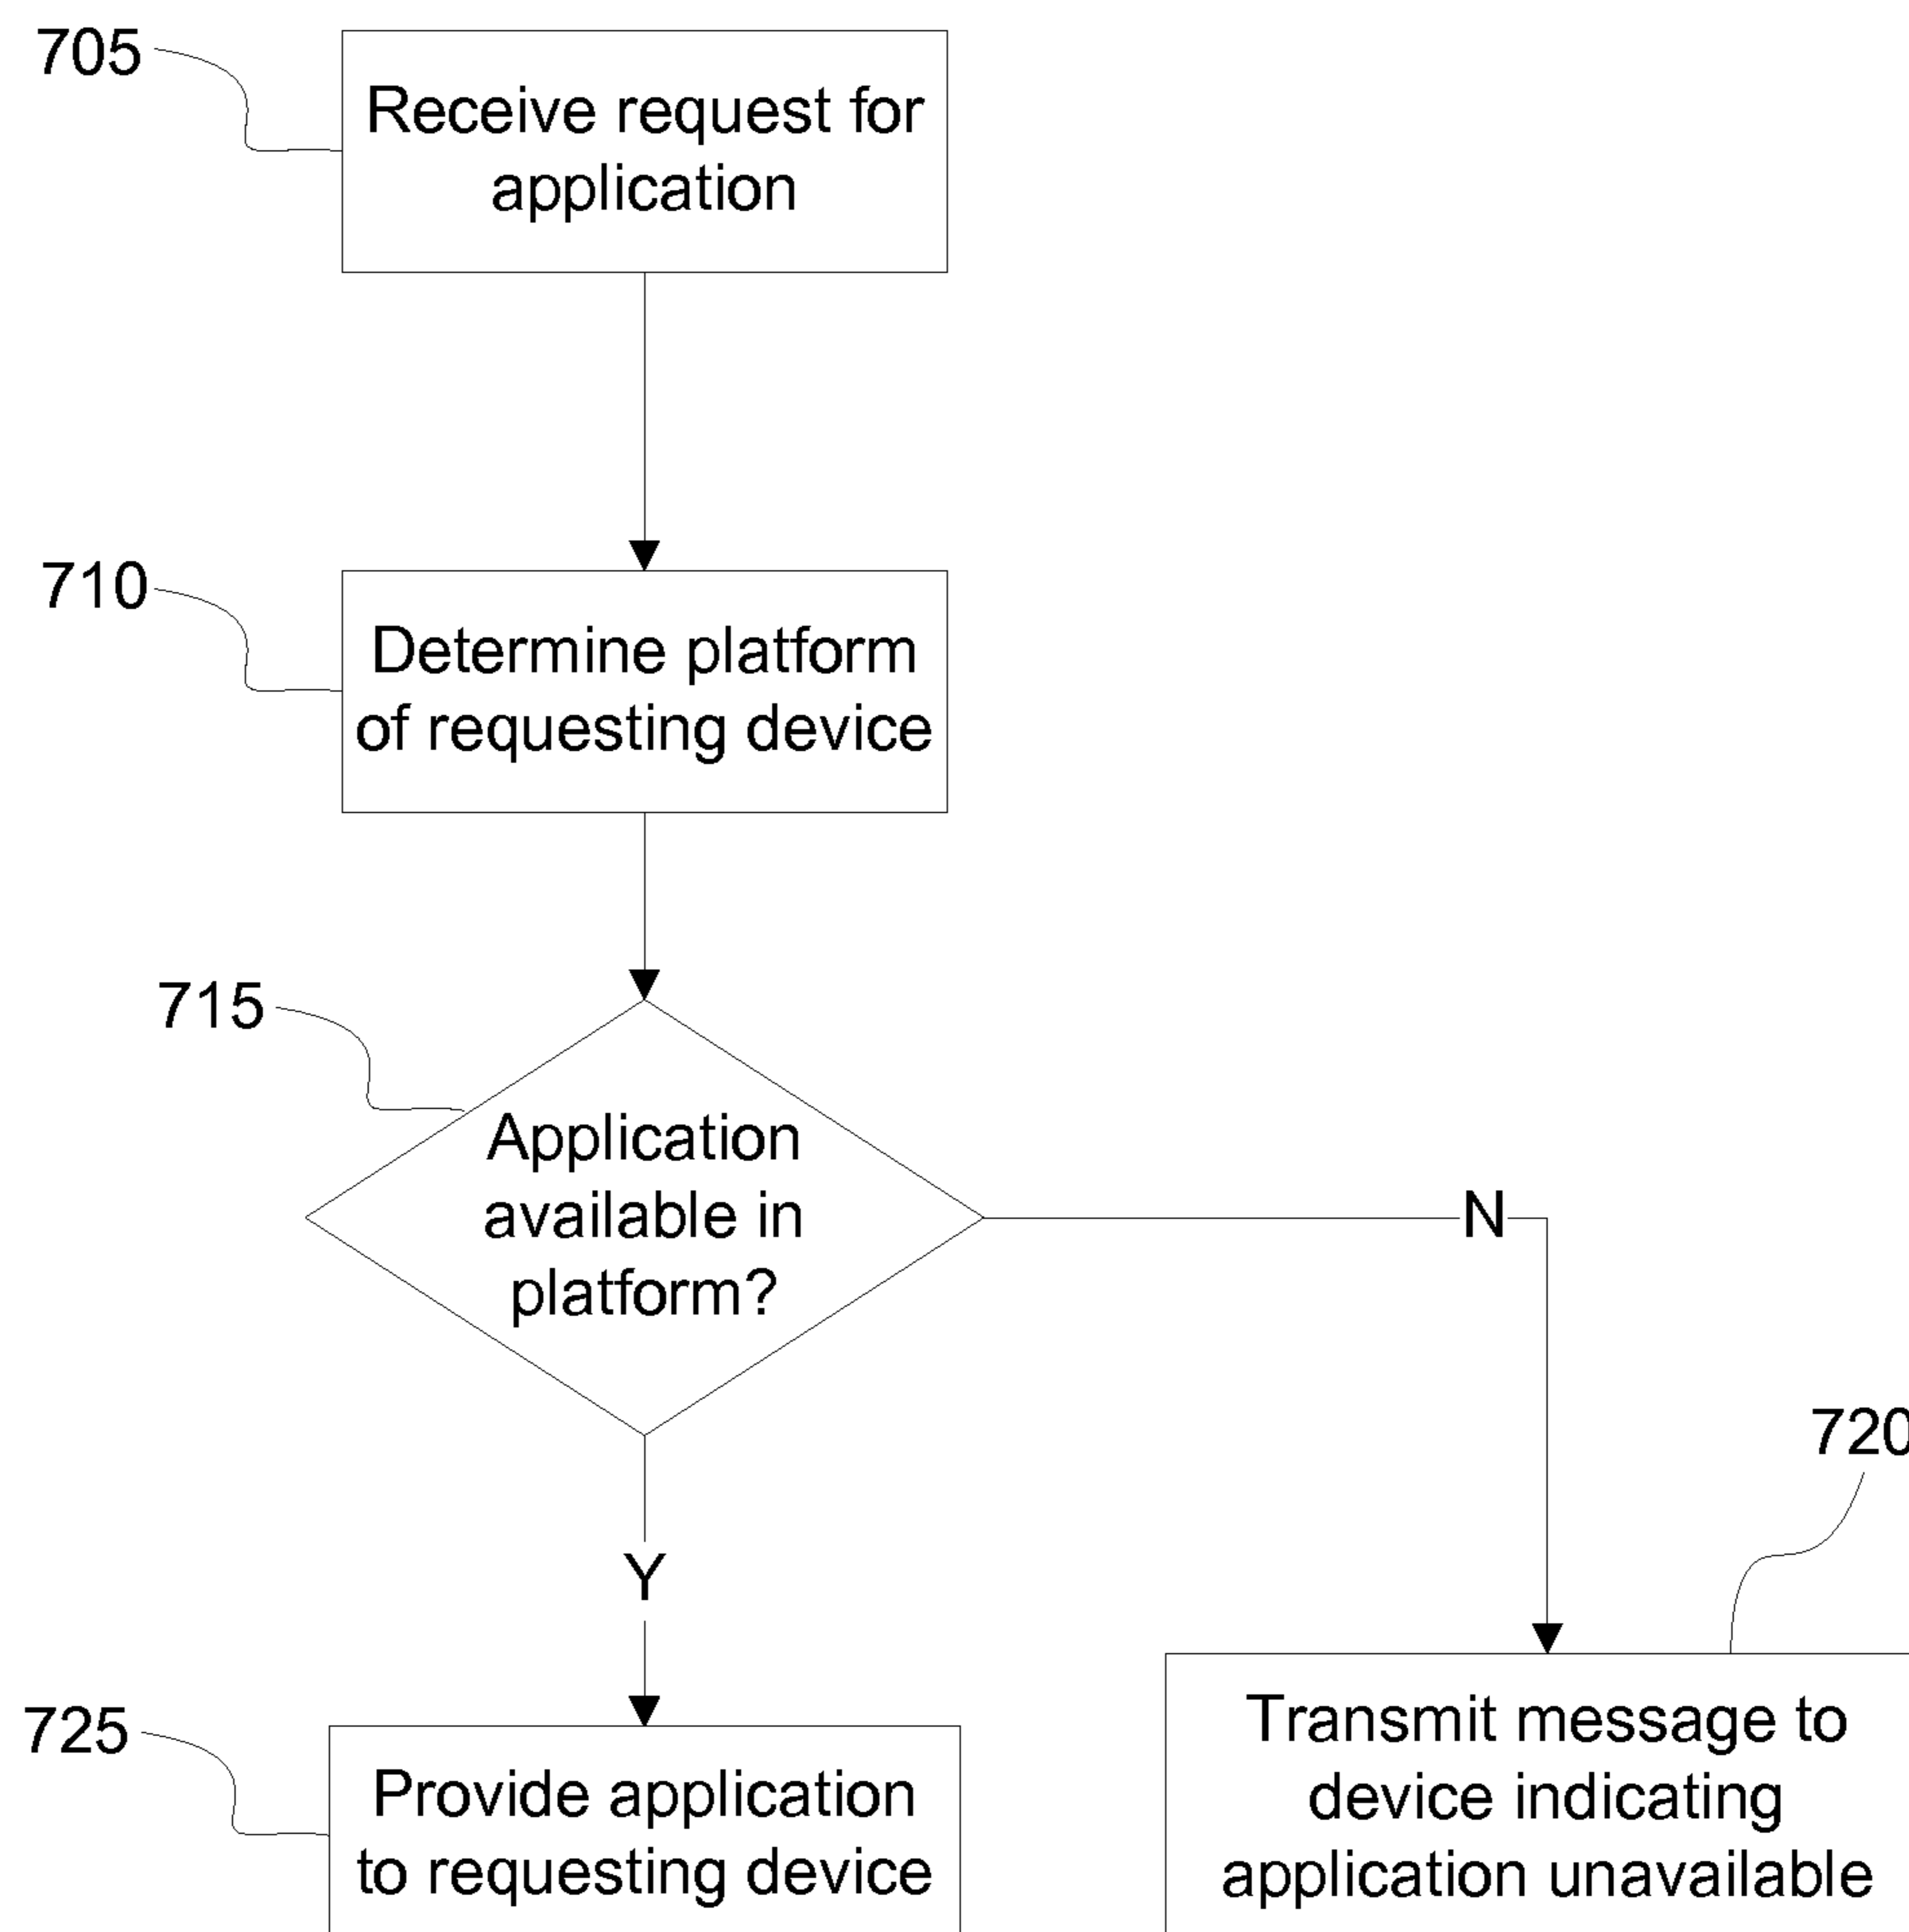 705
Receive request for
application
710
Determine platform
of requesting device
715
Application
available in
platform?
N
720
Y
725
Provide application
to requesting device
Transmit message to
device indicating
application unavailable